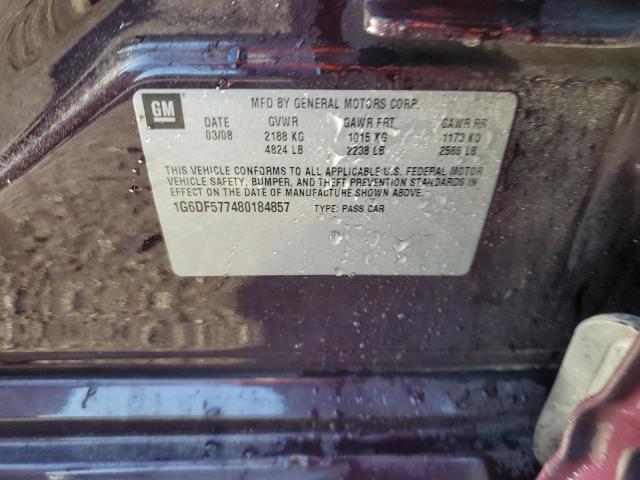 GM
MFD BY GENERAL MOTORS CORP.
DATE GVWR GAWR FRT GAWR RR
03/08 2188 KG 1015 KG 1173 KG
4824 LB 2238 LB 2586 LB
THIS VEHICLE CONFORMS TO ALL APPLICABLE U.S. FEDERAL MOTOR
VEHICLE SAFETY, BUMPER, AND THEFT PREVENTION STANDARDS IN
EFFECT ON THE DATE OF MANUFACTURE SHOWN ABOVE.
1G6DF577480184857 TYPE: PASS CAR